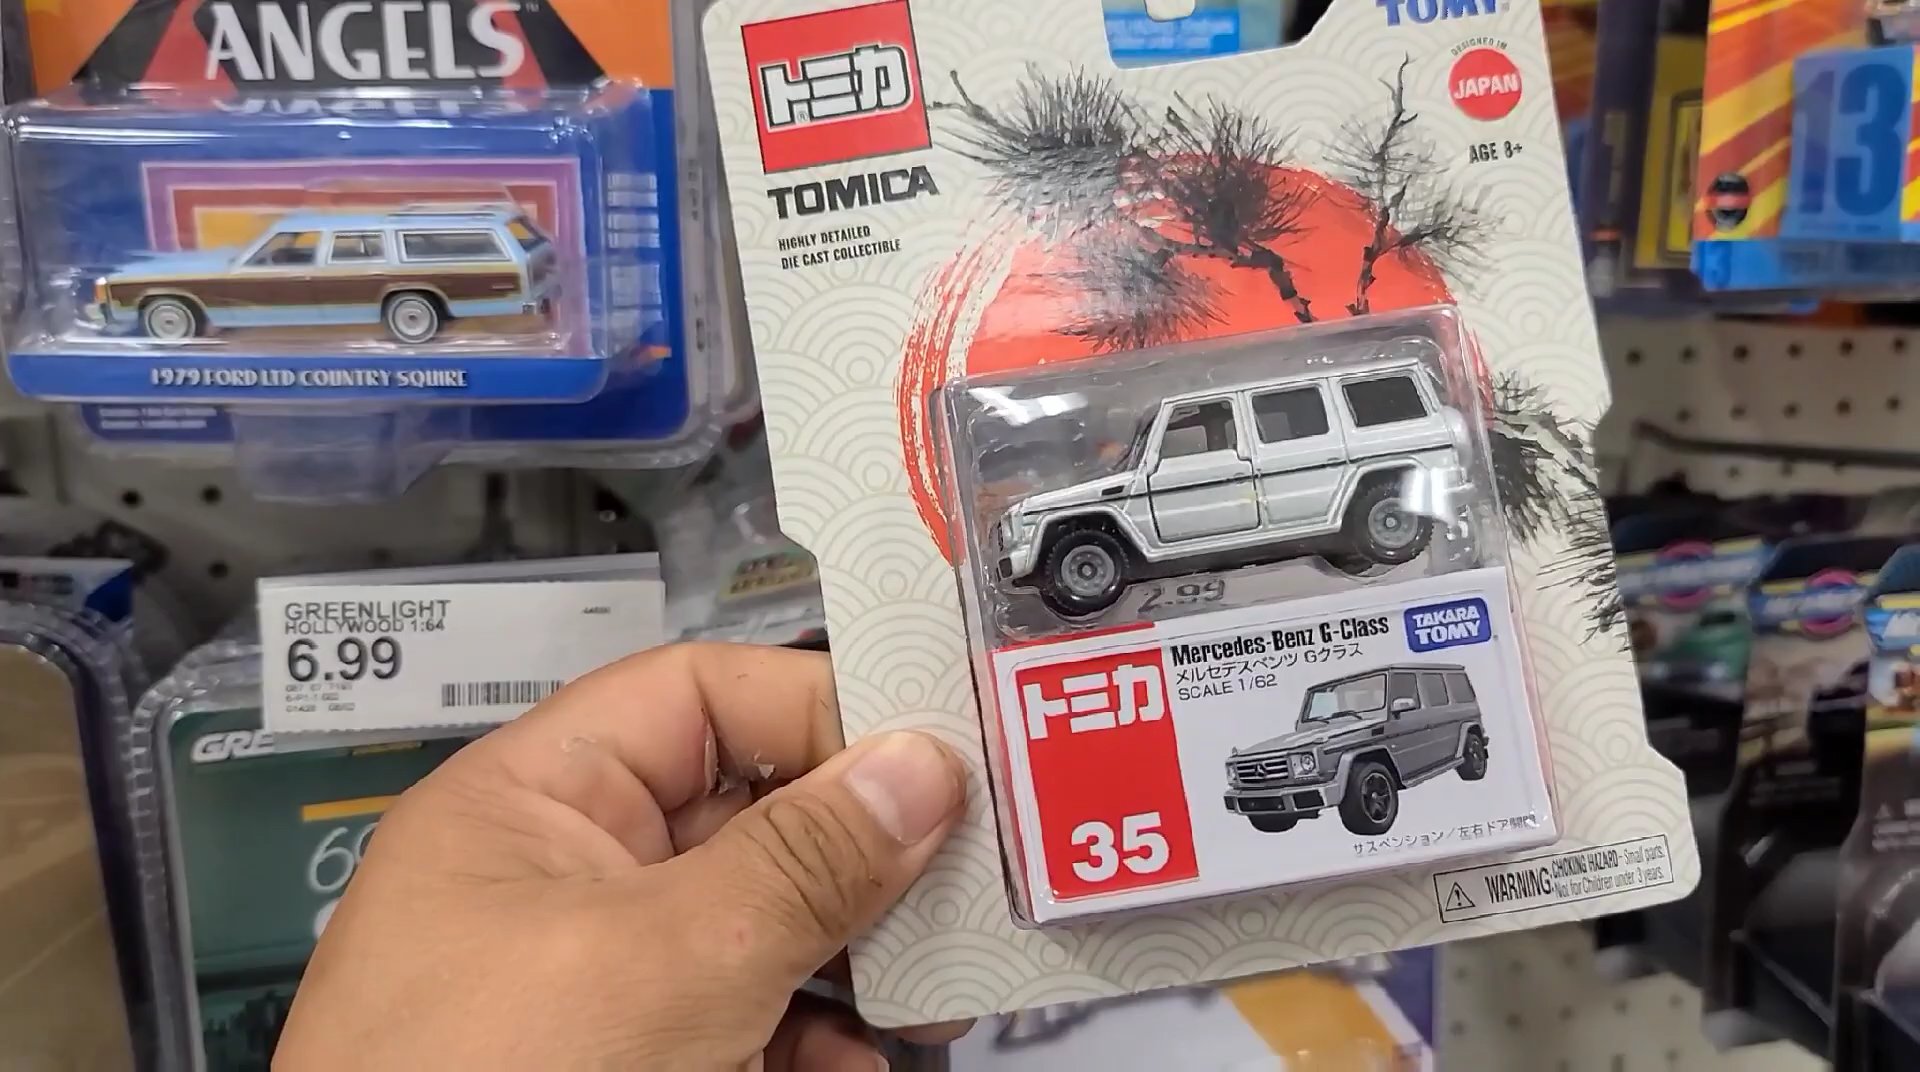 ANGELS
1979 FORD LTD COUNTRY SQUIRE
GREENLIGHT
HOLLYWOOD 1:64
6.99
GRE
トミカ
TOMICA
HIGHLY DETAILED
DIE CAST COLLECTIBLE
TOMY
DESIGNED IN
JAPAN
AGE 8+
2.99
Mercedes-Benz G-Class
メルセデスベンツ Gクラス
SCALE 1/62
TAKARA
TOMY
トミカ
35
サスペンション／左右ドア開閉
WARNING:
CHOKING HAZARD - Small parts.
Not for Children under 3 years.
13